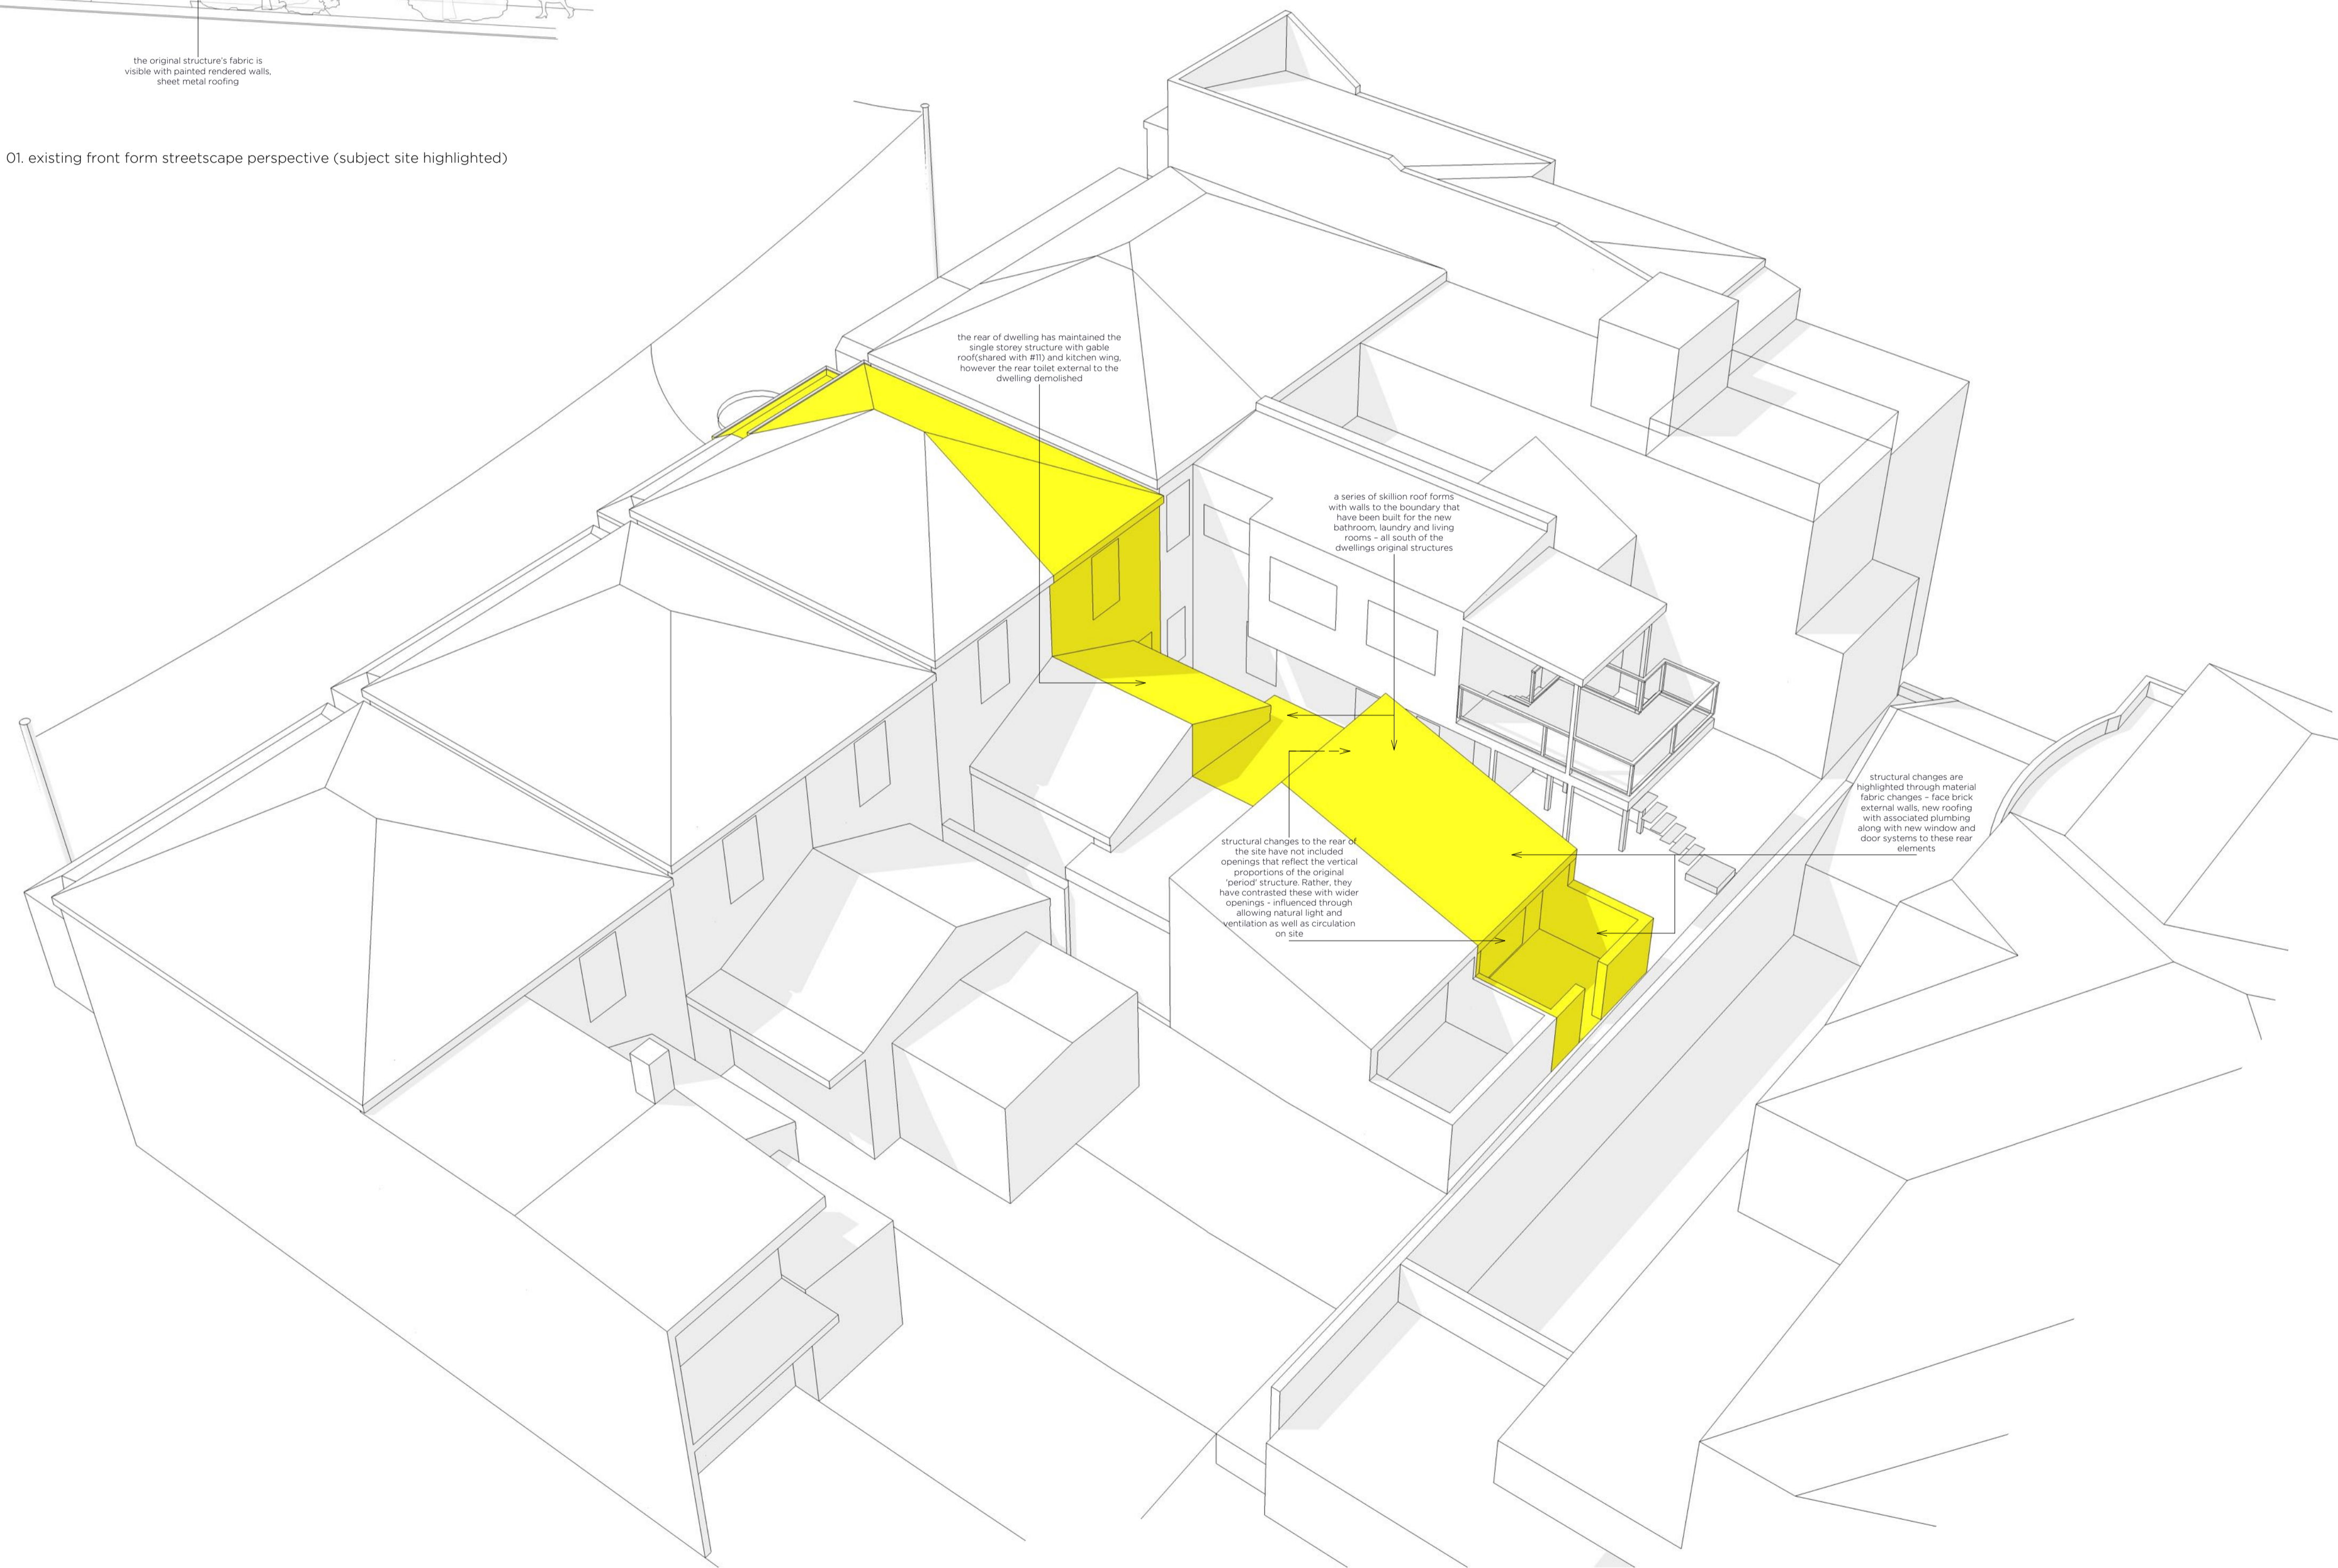 the original structure's fabric is
visible with painted rendered walls,
sheet metal roofing
01. existing front form streetscape perspective (subject site highlighted)
the rear of dwelling has maintained the
single storey structure with gable
roof(shared with #11) and kitchen wing,
however the rear toilet external to the
dwelling demolished
a series of skillion roof forms
with walls to the boundary that
have been built for the new
bathroom, laundry and living
rooms – all south of the
dwellings original structures
structural changes are
highlighted through material
fabric changes – face brick
external walls, new roofing
with associated plumbing
along with new window and
door systems to these rear
elements
structural changes to the rear of
the site have not included
openings that reflect the vertical
proportions of the original
'period' structure. Rather, they
have contrasted these with wider
openings - influenced through
allowing natural light and
ventilation as well as circulation
on site